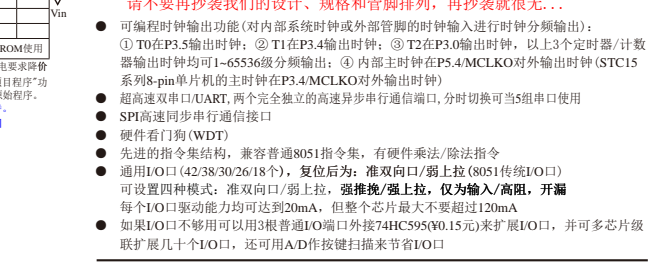 请不要再抄袭我们的设计、规格和管脚排列，再抄袭就很无...
Vin
ROM使用
电要求降价
目程序"功
原始程序。
● 可编程时钟输出功能(对内部系统时钟或外部管脚的时钟输入进行时钟分频输出)：
① T0在P3.5输出时钟；② T1在P3.4输出时钟；③ T2在P3.0输出时钟，以上3个定时器/计数
器输出时钟均可1~65536级分频输出；④ 内部主时钟在P5.4/MCLKO对外输出时钟(STC15
系列8-pin单片机的主时钟在P3.4/MCLKO对外输出时钟)
● 超高速双串口/UART,两个完全独立的高速异步串行通信端口,分时切换可当5组串口使用
● SPI高速同步串行通信接口
● 硬件看门狗(WDT)
● 先进的指令集结构，兼容普通8051指令集，有硬件乘法/除法指令
● 通用I/O口(42/38/30/26/18个)，复位后为：准双向口/弱上拉(8051传统I/O口)
可设置四种模式：准双向口/弱上拉，强推挽/强上拉，仅为输入/高阻，开漏
每个I/O口驱动能力均可达到20mA，但整个芯片最大不要超过120mA
● 如果I/O口不够用可以用3根普通I/O端口外接74HC595(¥0.15元)来扩展I/O口，并可多芯片级
联扩展几十个I/O口，还可用A/D作按键扫描来节省I/O口